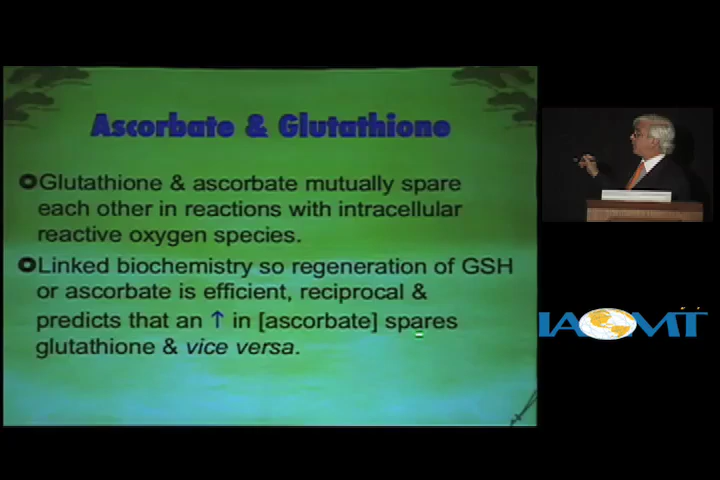 Ascorbate & Glutathione
Glutathione & ascorbate mutually spare
each other in reactions with intracellular
reactive oxygen species.
Linked biochemistry so regeneration of GSH
or ascorbate is efficient, reciprocal &
predicts that an ↑ in [ascorbate] spares
glutathione & vice versa.
IAOMT